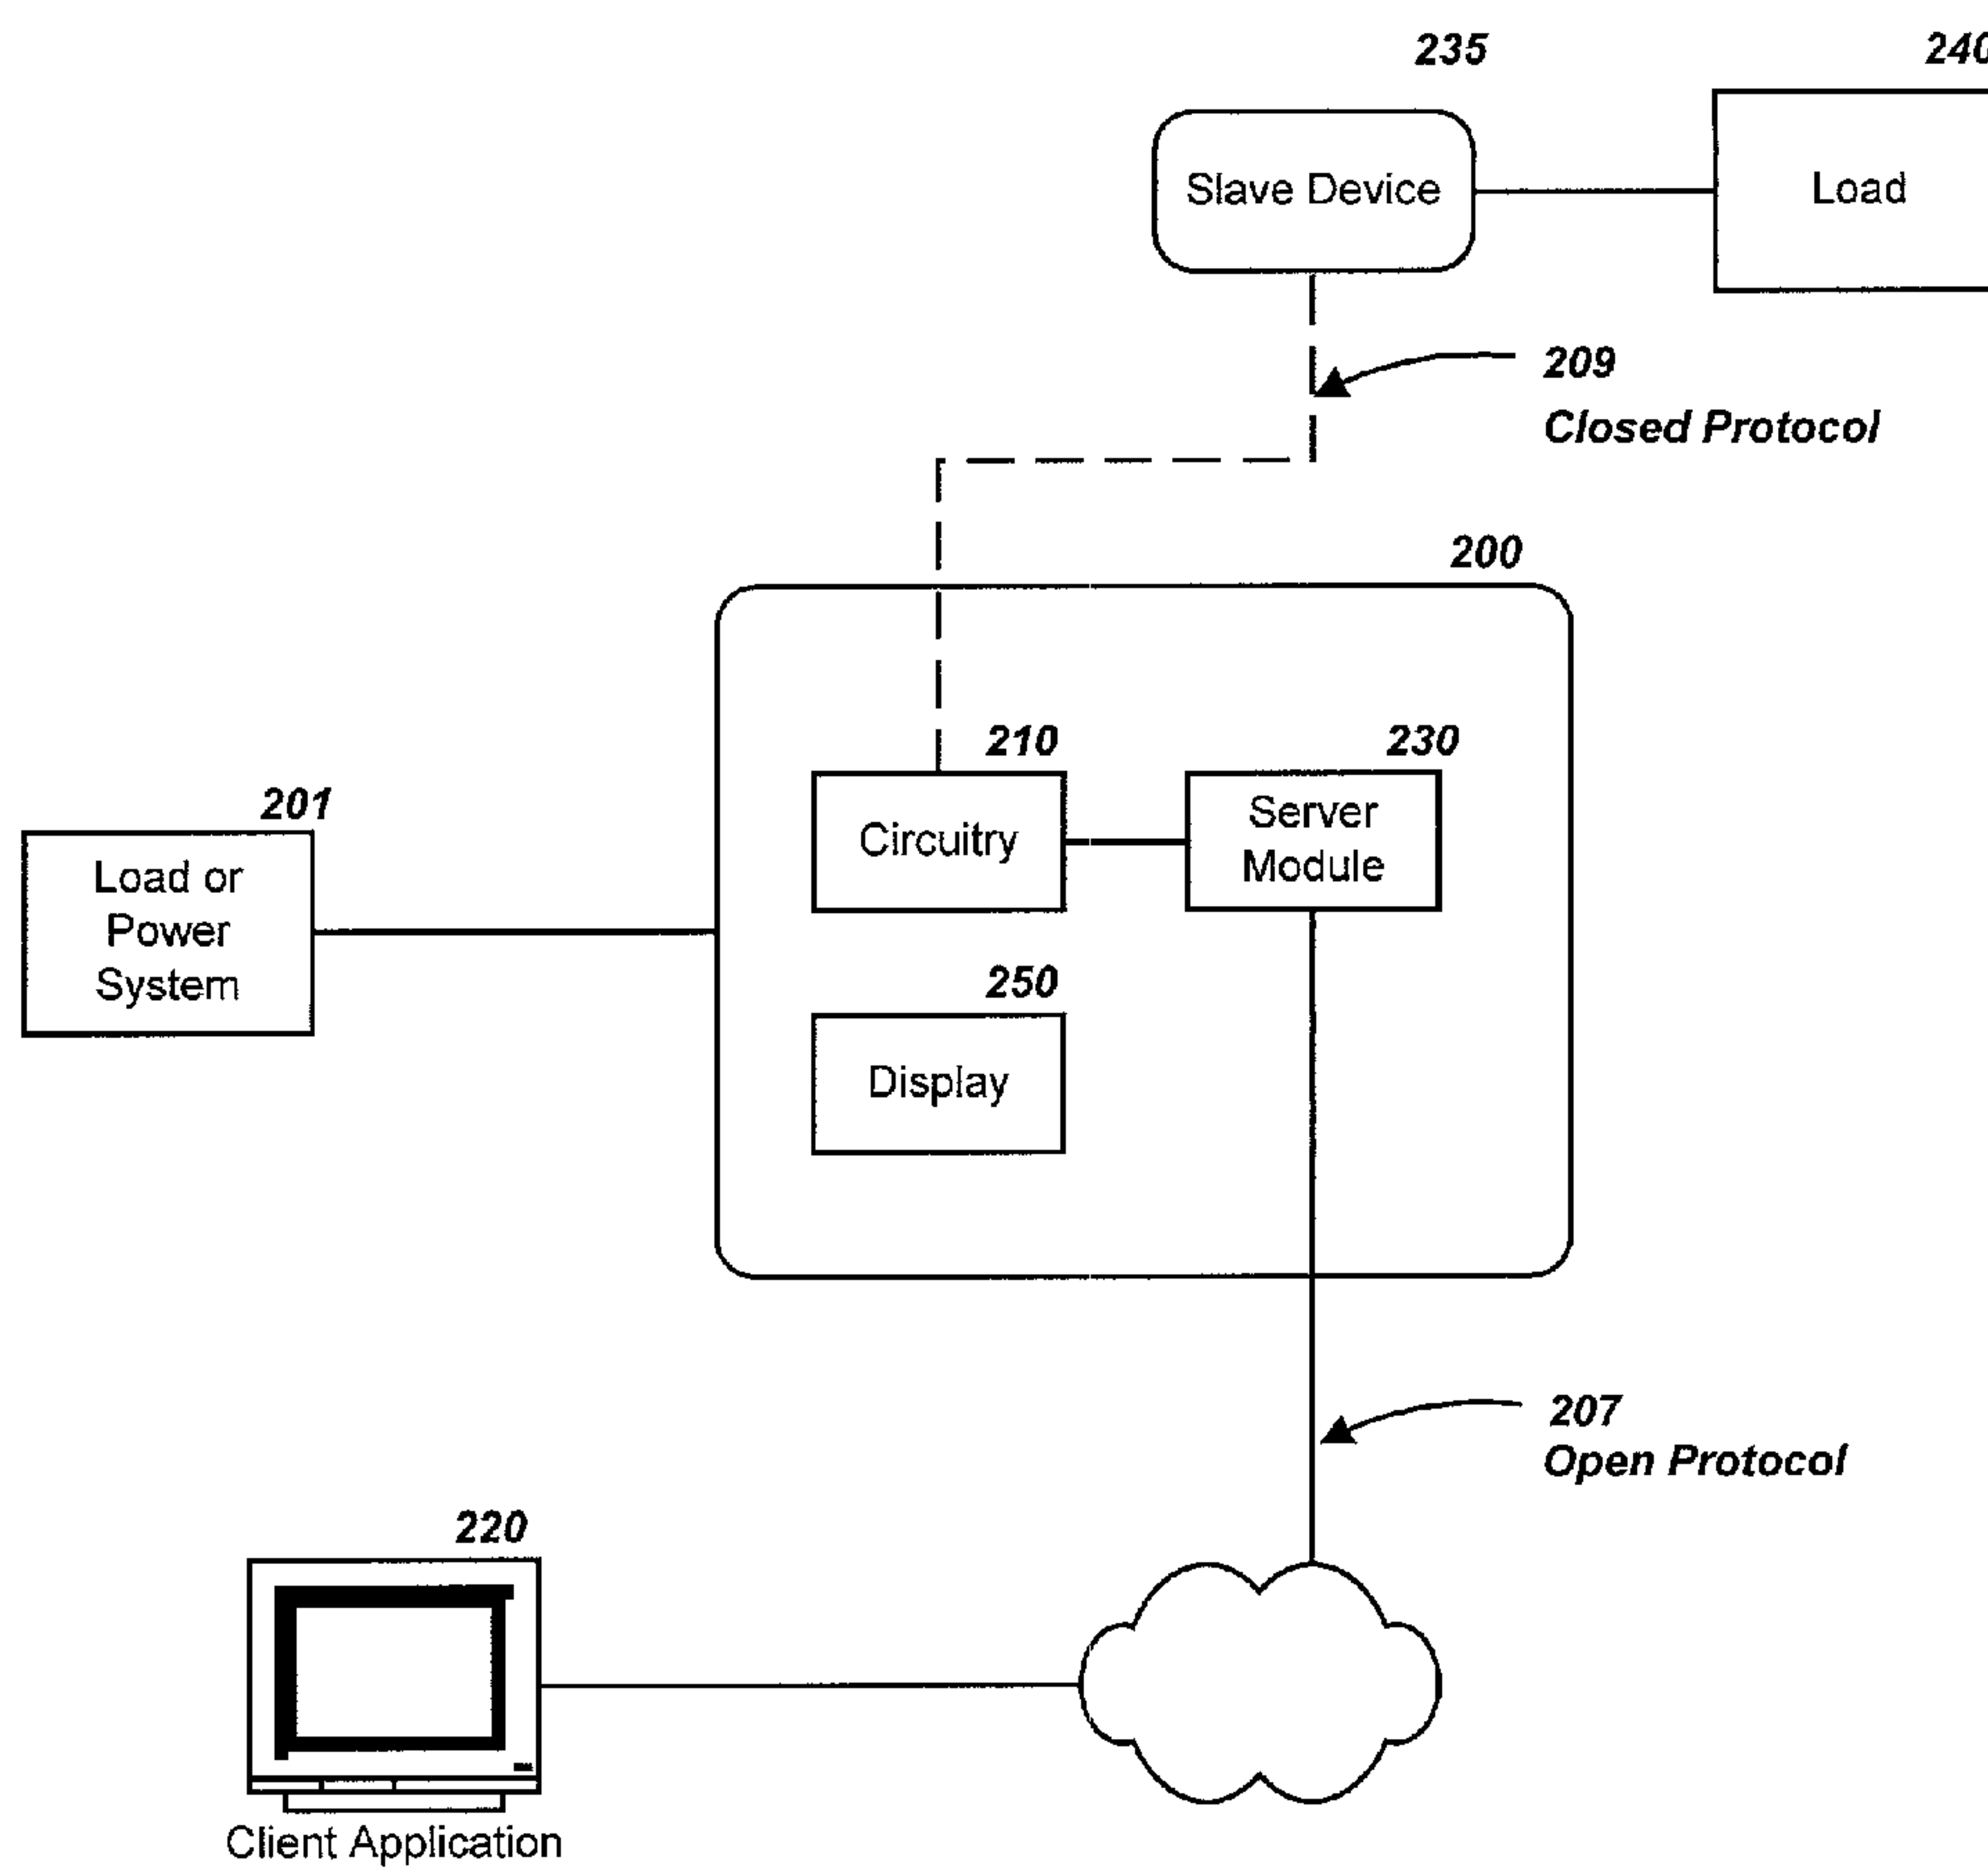 235
240
Slave Device
Load
209
Closed Protocol
200
210
230
201
Circuitry
Server
Module
Load or
Power
System
250
Display
207
Open Protocol
220
Client Application